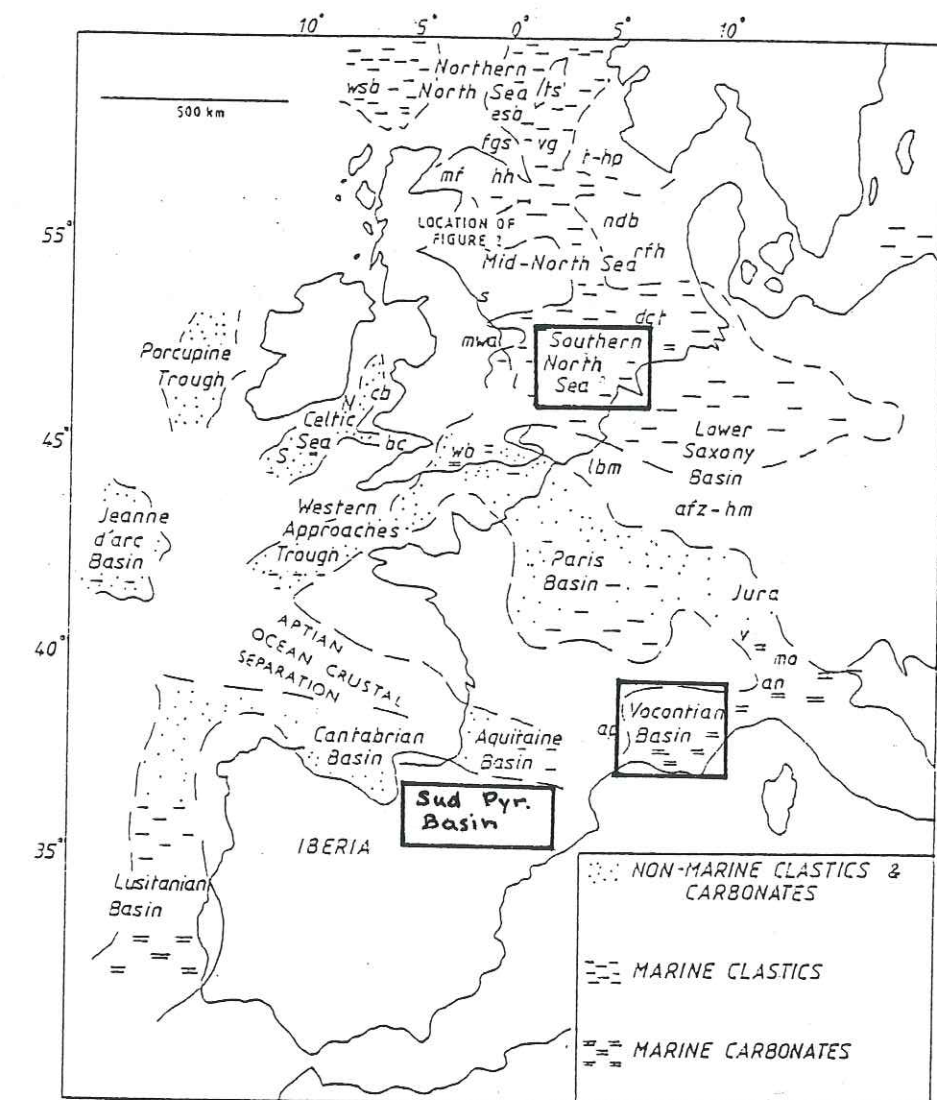 10° 5° 0° 5° 10°
Northern
wsb North Sea lts
esb
500 km
fgs vg
t-hp
mf hh
ndb
LOCATION OF
FIGURE 2
55°
rfh
Mid-North Sea
s
dct
mwa
Southern
North
Sea
Porcupine
Trough
N cb
Celtic
S Sea
bc
wb
45°
Lower
Saxony
Basin
lbm
afz-hm
Western
Approaches
Trough
Jeanne
d'arc
Basin
Paris
Basin
Jura
v
ma
an
40°
APTIAN
OCEAN CRUSTAL
SEPARATION
ap
Vocontian
Basin
Cantabrian
Basin
Aquitaine
Basin
Sud Pyr.
Basin
35°
IBERIA
Lusitanian
Basin
NON-MARINE CLASTICS &
CARBONATES
MARINE CLASTICS
MARINE CARBONATES